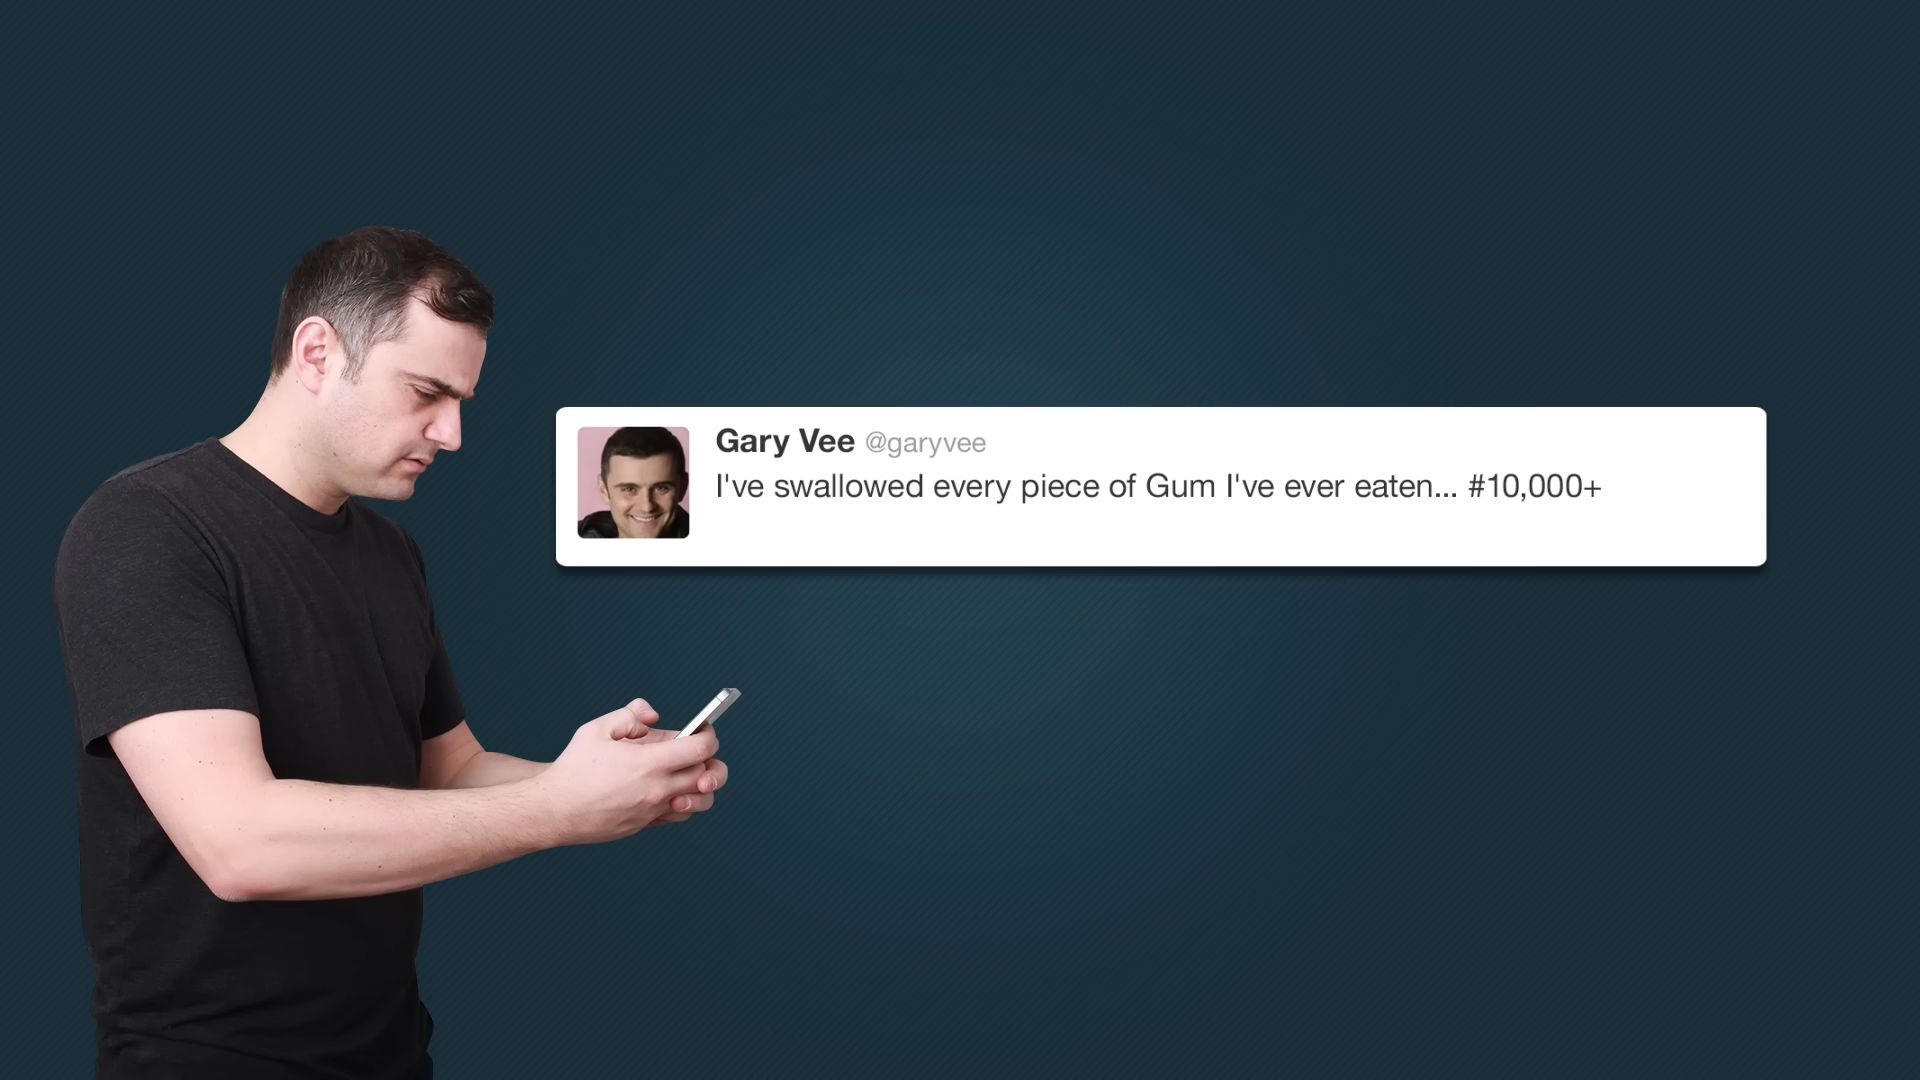 Gary Vee @garyvee
I've swallowed every piece of Gum I've ever eaten... #10,000+